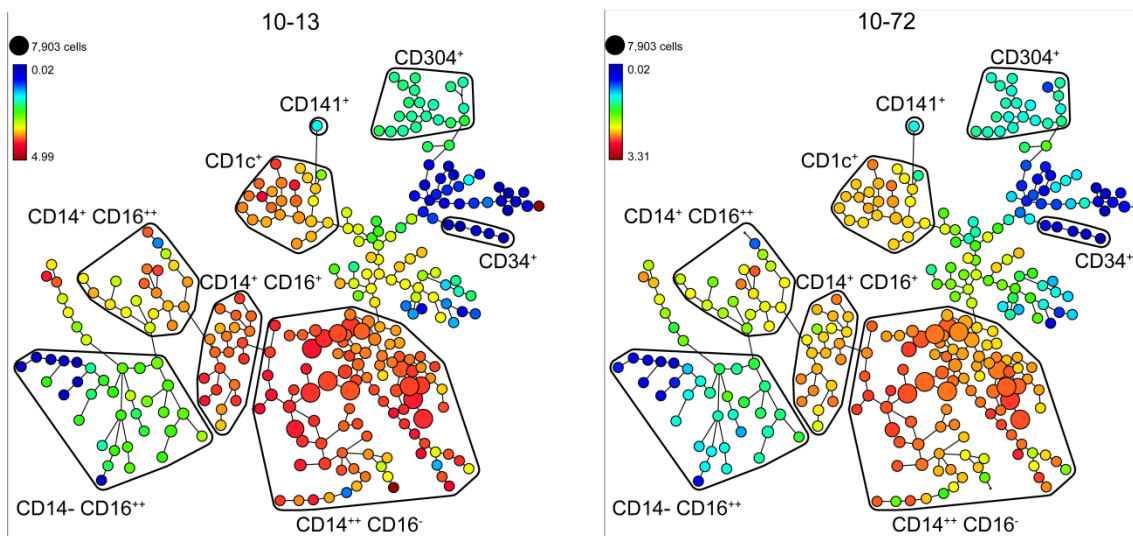 10-13
7,903 cells
0.02
4.99
CD304⁺
CD141⁺
CD1c⁺
CD14⁺ CD16⁺⁺
CD34⁺
CD14⁺ CD16⁺
CD14- CD16⁺⁺
CD14⁺⁺ CD16⁻
10-72
7,903 cells
0.02
3.31
CD304⁺
CD141⁺
CD1c⁺
CD14⁺ CD16⁺⁺
CD34⁺
CD14⁺ CD16⁺
CD14- CD16⁺⁺
CD14⁺⁺ CD16⁻